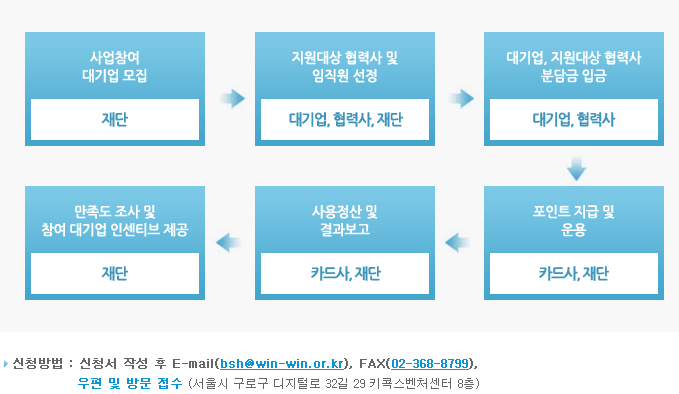 사업참여
대기업 모집
재단
지원대상 협력사 및
임직원 선정
대기업, 협력사, 재단
대기업, 지원대상 협력사
분담금 입금
대기업, 협력사
포인트 지급 및
운용
카드사, 재단
사용정산 및
결과보고
카드사, 재단
만족도 조사 및
참여 대기업 인센티브 제공
재단
신청방법 : 신청서 작성 후 E-mail(bsh@win-win.or.kr), FAX(02-368-8799),
우편 및 방문 접수 (서울시 구로구 디지털로 32길 29 키콕스벤처센터 8층)